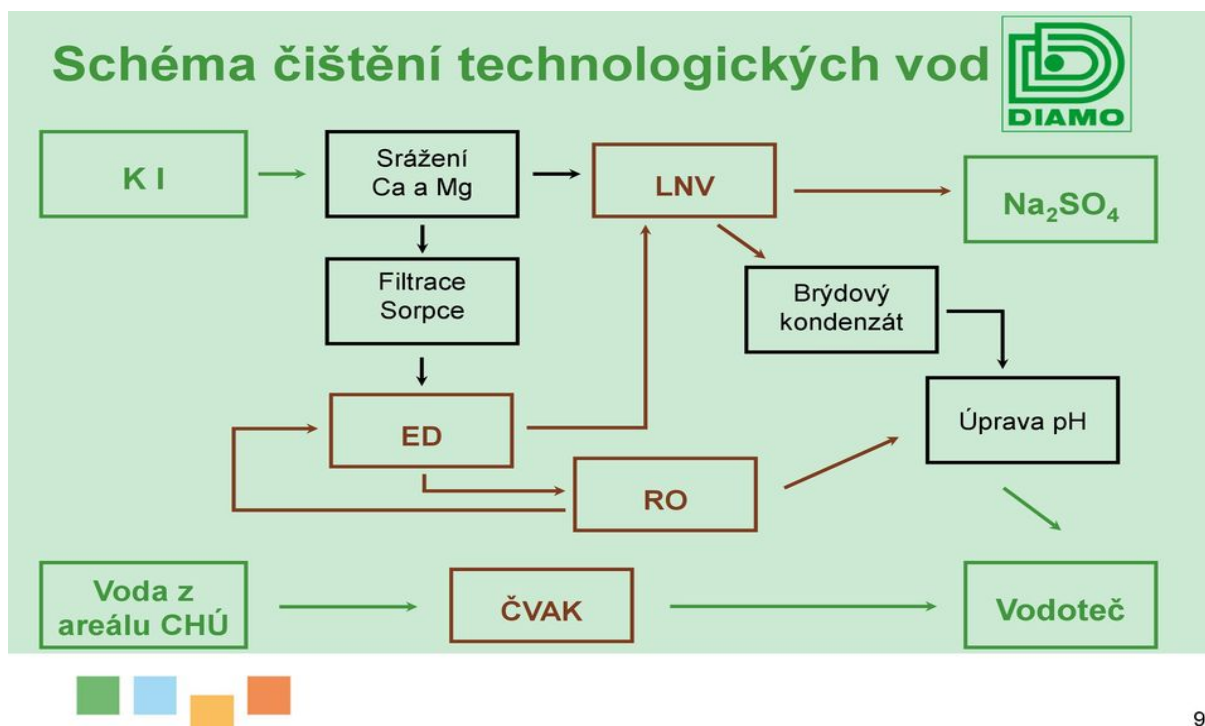 Schéma čištění technologických vod
DIAMO
K I
Srážení
Ca a Mg
LNV
Na₂SO₄
Filtrace
Sorpce
Brýdový
kondenzát
ED
Úprava pH
RO
Voda z
areálu CHÚ
ČVAK
Vodoteč
9